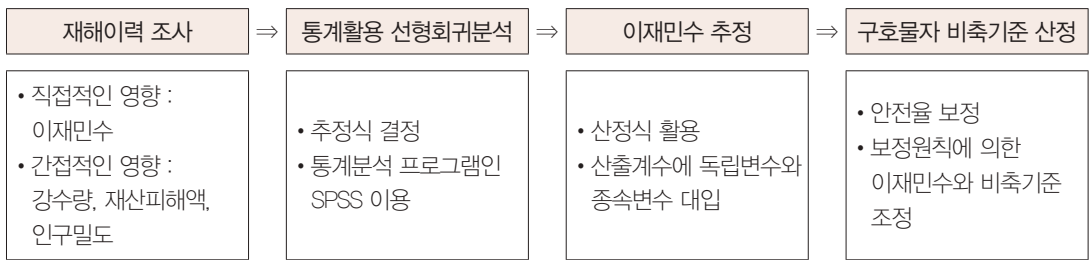 재해이력 조사 ⇒ 통계활용 선형회귀분석 ⇒ 이재민수 추정 ⇒ 구호물자 비축기준 산정
• 직접적인 영향 :
이재민수
• 간접적인 영향 :
강수량, 재산피해액,
인구밀도
• 추정식 결정
• 통계분석 프로그램인
SPSS 이용
• 산정식 활용
• 산출계수에 독립변수와
종속변수 대입
• 안전율 보정
• 보정원칙에 의한
이재민수와 비축기준
조정